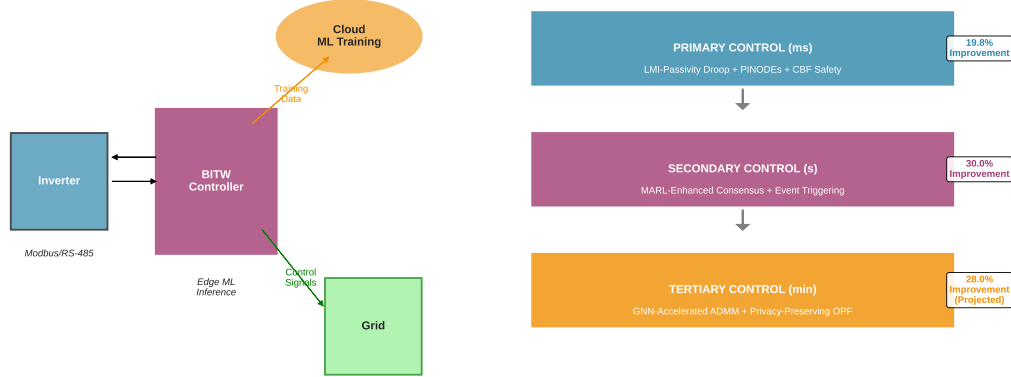 Cloud
ML Training
Training
Data
Inverter
BITW
Controller
Modbus/RS-485
Edge ML
Inference
Control
Signals
Grid
PRIMARY CONTROL (ms)
LMI-Passivity Droop + PINODEs + CBF Safety
19.8%
Improvement
SECONDARY CONTROL (s)
MARL-Enhanced Consensus + Event Triggering
30.0%
Improvement
TERTIARY CONTROL (min)
GNN-Accelerated ADMM + Privacy-Preserving OPF
28.0%
Improvement
(Projected)